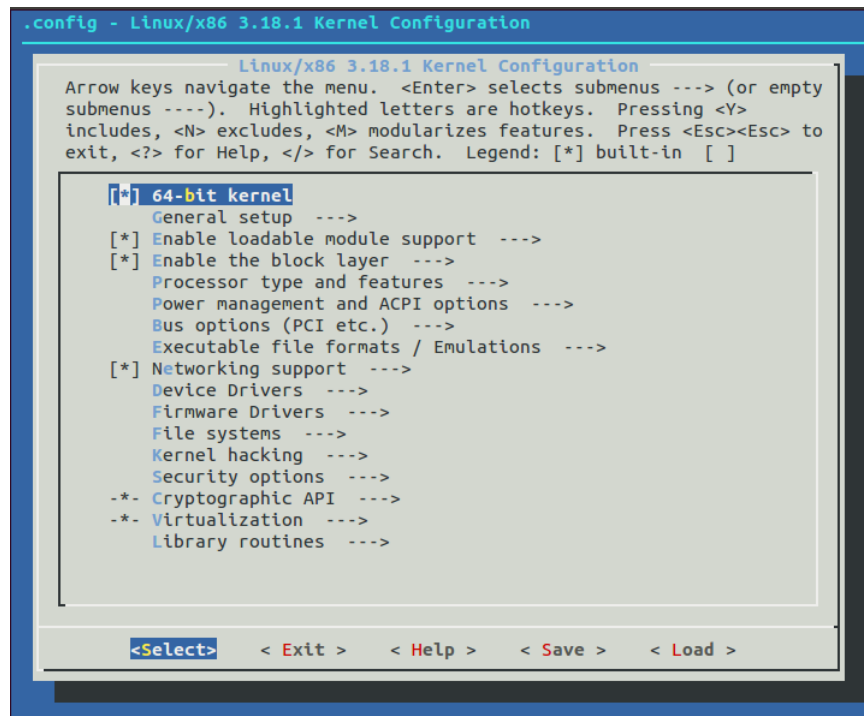 .config - Linux/x86 3.18.1 Kernel Configuration
Linux/x86 3.18.1 Kernel Configuration
Arrow keys navigate the menu.  <Enter> selects submenus ---> (or empty
submenus ----).  Highlighted letters are hotkeys.  Pressing <Y>
includes, <N> excludes, <M> modularizes features.  Press <Esc><Esc> to
exit, <?> for Help, </> for Search.  Legend: [*] built-in  [ ]
[*] 64-bit kernel
General setup  --->
[*] Enable loadable module support  --->
[*] Enable the block layer  --->
Processor type and features  --->
Power management and ACPI options  --->
Bus options (PCI etc.)  --->
Executable file formats / Emulations  --->
[*] Networking support  --->
Device Drivers  --->
Firmware Drivers  --->
File systems  --->
Kernel hacking  --->
Security options  --->
-*- Cryptographic API  --->
-*- Virtualization  --->
Library routines  --->
<Select>    < Exit >    < Help >    < Save >    < Load >